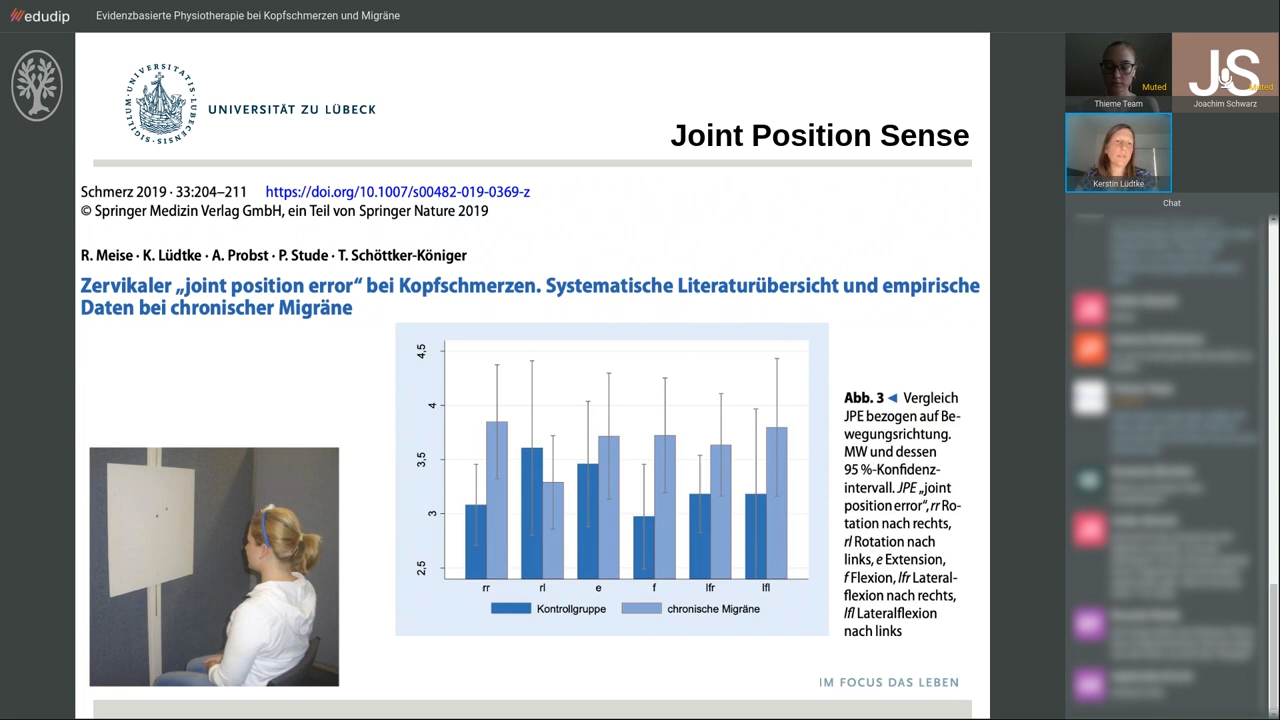 edudip
Evidenzbasierte Physiotherapie bei Kopfschmerzen und Migräne
SIGILLUM · UNIVERSITATIS · LUBECENSIS
UNIVERSITÄT ZU LÜBECK
Joint Position Sense
Schmerz 2019 · 33:204–211 https://doi.org/10.1007/s00482-019-0369-z
© Springer Medizin Verlag GmbH, ein Teil von Springer Nature 2019
R. Meise · K. Lüdtke · A. Probst · P. Stude · T. Schöttker-Königer
Zervikaler „joint position error“ bei Kopfschmerzen. Systematische Literaturübersicht und empirische
Daten bei chronischer Migräne
4,5
4
3,5
3
2,5
rr rl e f lfr lfl
Kontrollgruppe chronische Migräne
Abb. 3 ◄ Vergleich
JPE bezogen auf Be-
wegungsrichtung.
MW und dessen
95 %-Konfidenz-
intervall. JPE „joint
position error“, rr Ro-
tation nach rechts,
rl Rotation nach
links, e Extension,
f Flexion, lfr Lateral-
flexion nach rechts,
lfl Lateralflexion
nach links
IM FOCUS DAS LEBEN
Muted
Thieme Team
JS
Muted
Joachim Schwarz
Kerstin Lüdtke
Chat